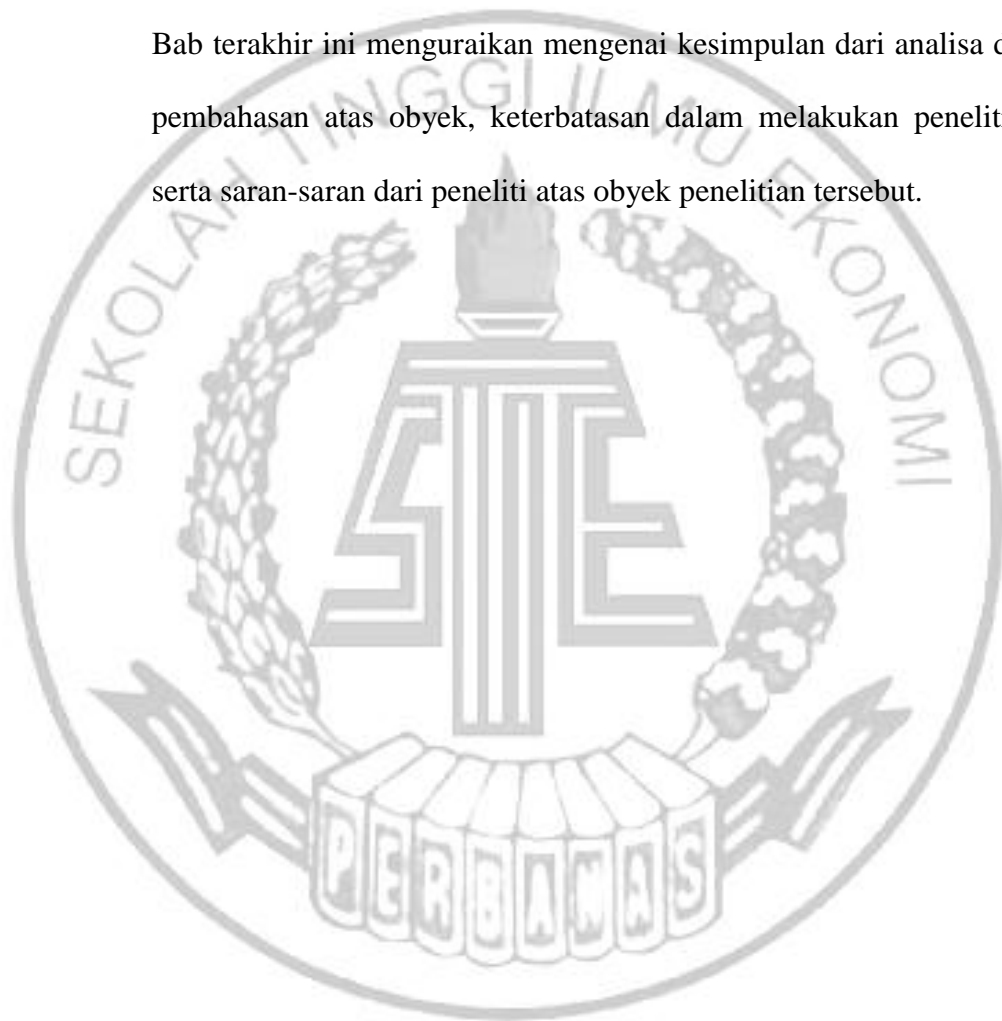 Bab terakhir ini menguraikan mengenai kesimpulan dari analisa
pembahasan atas obyek, keterbatasan dalam melakukan
serta saran-saran dari peneliti atas obyek penelitian tersebut.
SEKOLAH TINGGI ILMU EKONOMI
STIE
PERBANAS